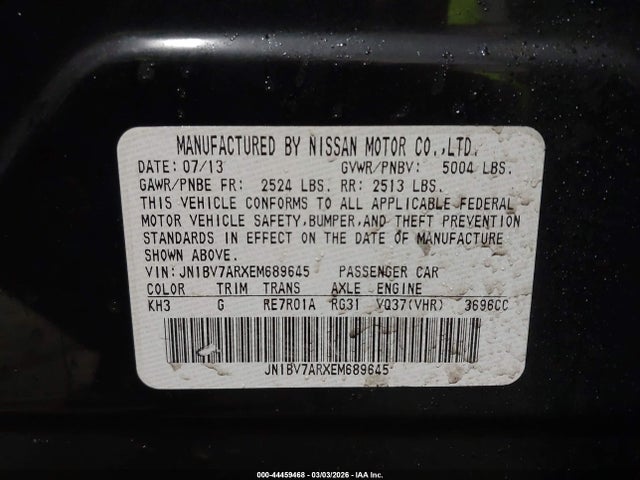 MANUFACTURED BY NISSAN MOTOR CO.,LTD.
DATE: 07/13 GVWR/PNBV: 5004 LBS.
GAWR/PNBE FR: 2524 LBS. RR: 2513 LBS.
THIS VEHICLE CONFORMS TO ALL APPLICABLE FEDERAL
MOTOR VEHICLE SAFETY,BUMPER,AND THEFT PREVENTION
STANDARDS IN EFFECT ON THE DATE OF MANUFACTURE
SHOWN ABOVE.
VIN: JN1BV7ARXEM689645 PASSENGER CAR
COLOR TRIM TRANS AXLE ENGINE
KH3 G RE7R01A RG31 VQ37(VHR) 3696CC
JN1BV7ARXEM689645
000-44459468 - 03/03/2026 - IAA Inc.